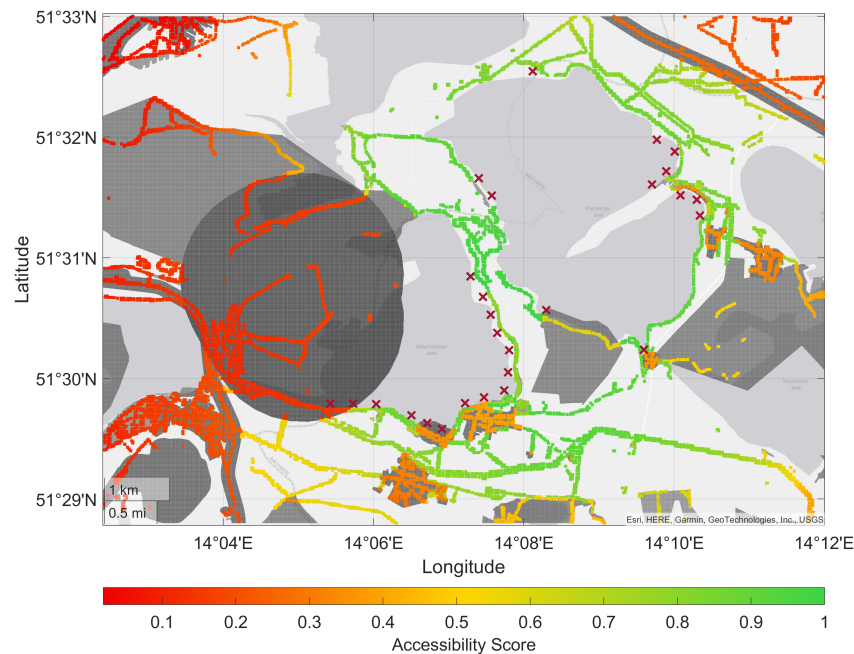 51°33'N
51°32'N
51°31'N
51°30'N
51°29'N
Latitude
Partwitzer
See
1 km
0.5 mi
Esri, HERE, Garmin, GeoTechnologies, Inc., USGS
14°04'E 14°06'E 14°08'E 14°10'E 14°12'E
Longitude
0.1 0.2 0.3 0.4 0.5 0.6 0.7 0.8 0.9 1
Accessibility Score